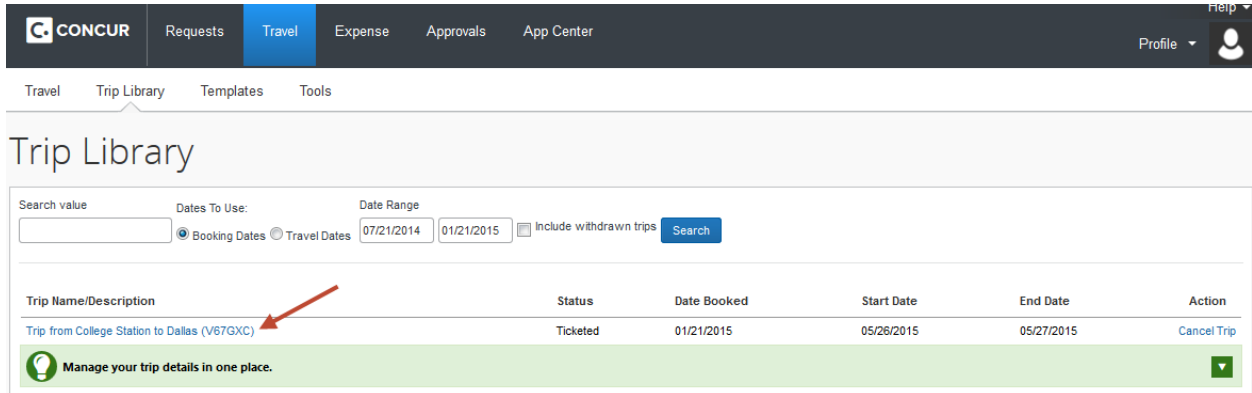 Help
C. CONCUR Requests Travel Expense Approvals App Center
Profile
Travel Trip Library Templates Tools
Trip Library
Search value Dates To Use: Date Range
Booking Dates Travel Dates 07/21/2014 01/21/2015 Include withdrawn trips Search
Trip Name/Description Status Date Booked Start Date End Date Action
Trip from College Station to Dallas (V67GXC) Ticketed 01/21/2015 05/26/2015 05/27/2015 Cancel Trip
Manage your trip details in one place.